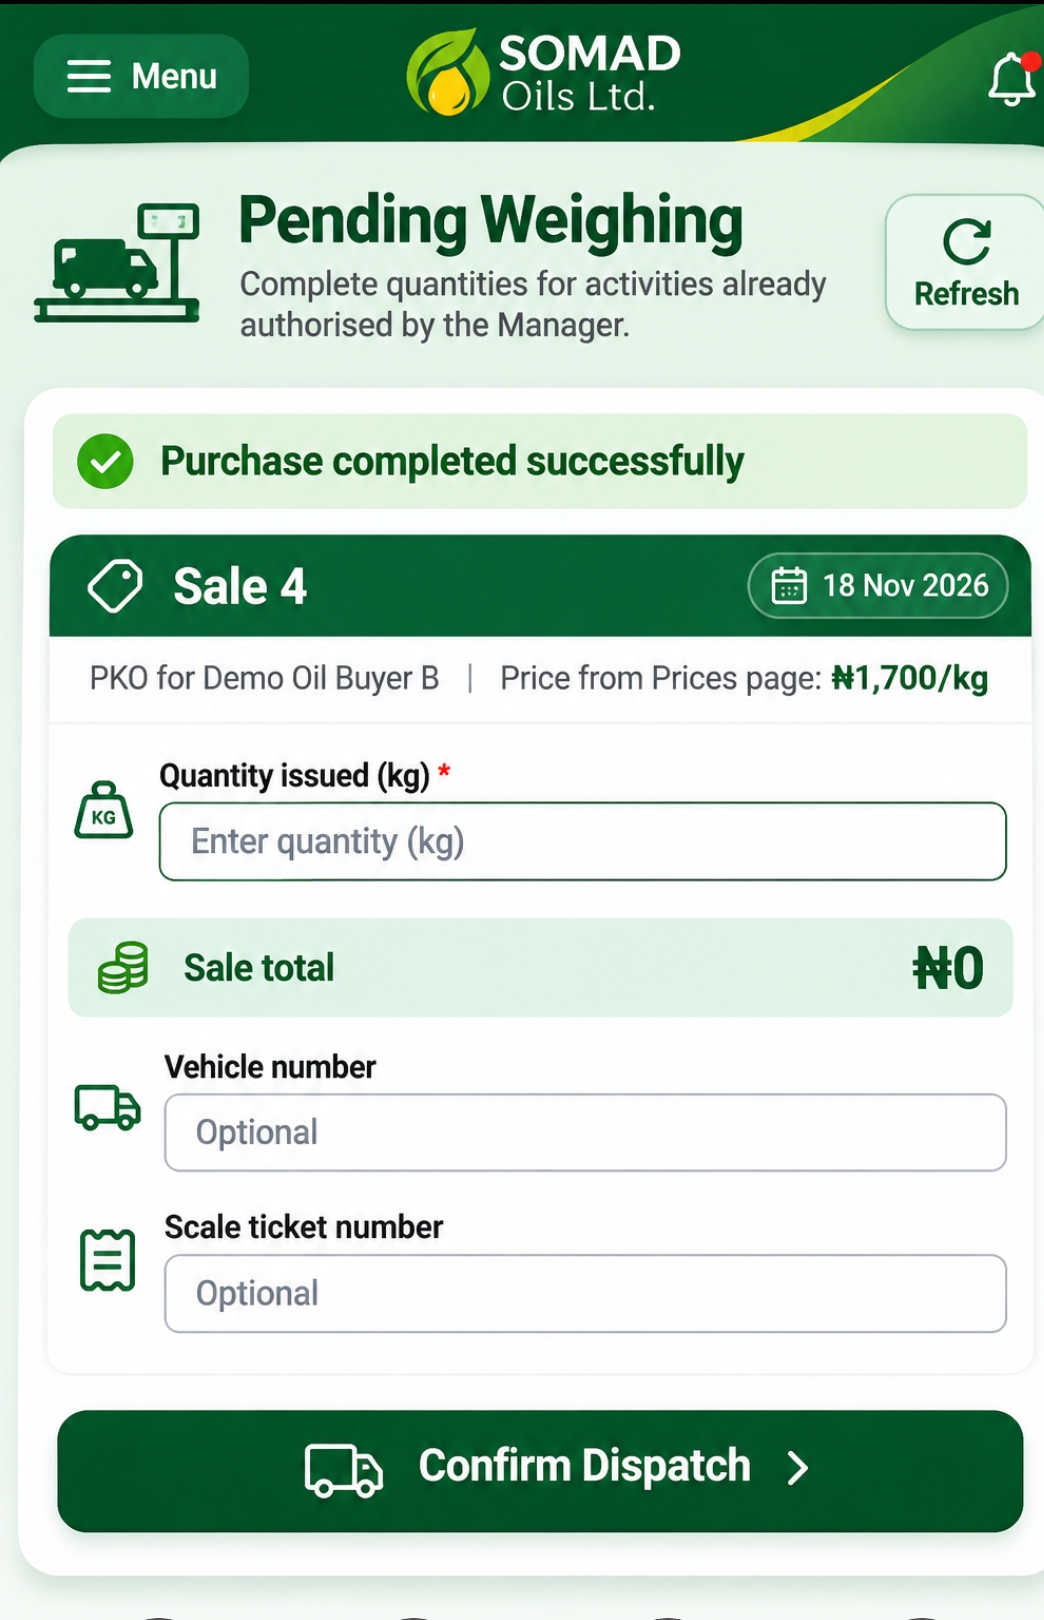 Menu
SOMAD
Oils Ltd.
Pending Weighing
Complete quantities for activities already
authorised by the Manager.
Refresh
Purchase completed successfully
Sale 4
18 Nov 2026
PKO for Demo Oil Buyer B | Price from Prices page: ₦1,700/kg
Quantity issued (kg) *
KG
Enter quantity (kg)
Sale total
₦0
Vehicle number
Optional
Scale ticket number
Optional
Confirm Dispatch